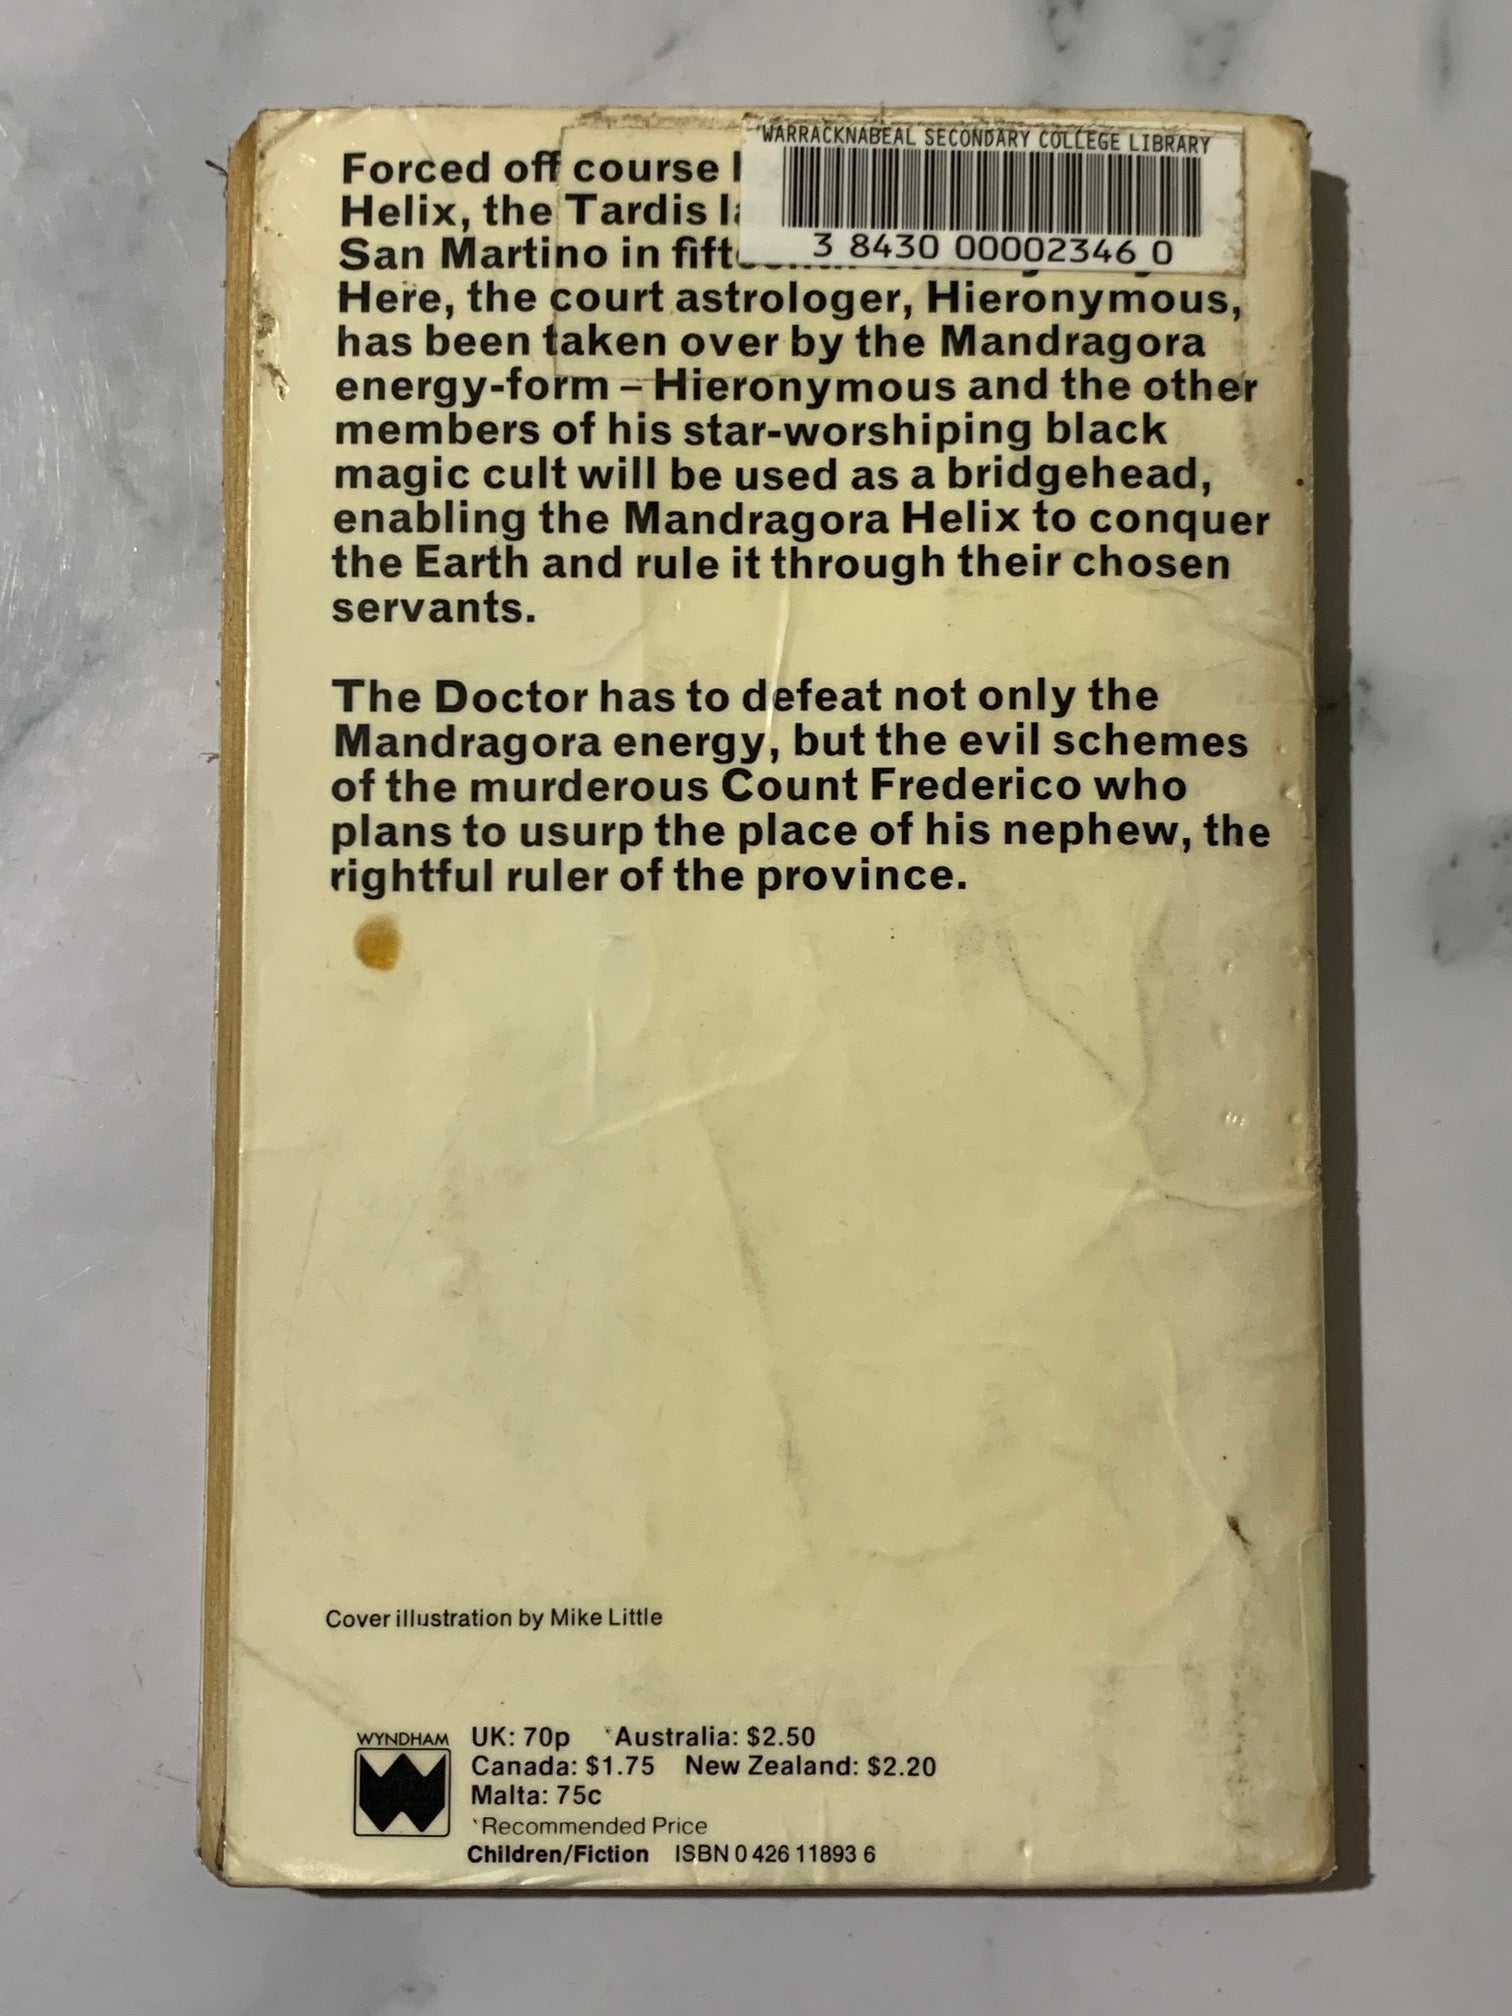 WARRACKNABEAL SECONDARY COLLEGE LIBRARY
3 8430 00002346 0
Forced off course
Helix, the Tardis
San Martino in
Here, the court astrologer, Hieronymous,
has been taken over by the Mandragora
energy-form – Hieronymous and the other
members of his star-worshiping black
magic cult will be used as a bridgehead,
enabling the Mandragora Helix to conquer
the Earth and rule it through their chosen
servants.
The Doctor has to defeat not only the
Mandragora energy, but the evil schemes
of the murderous Count Frederico who
plans to usurp the place of his nephew, the
rightful ruler of the province.
Cover illustration by Mike Little
WYNDHAM
UK: 70p *Australia: $2.50
Canada: $1.75 New Zealand: $2.20
Malta: 75c
*Recommended Price
Children/Fiction ISBN 0 426 11893 6